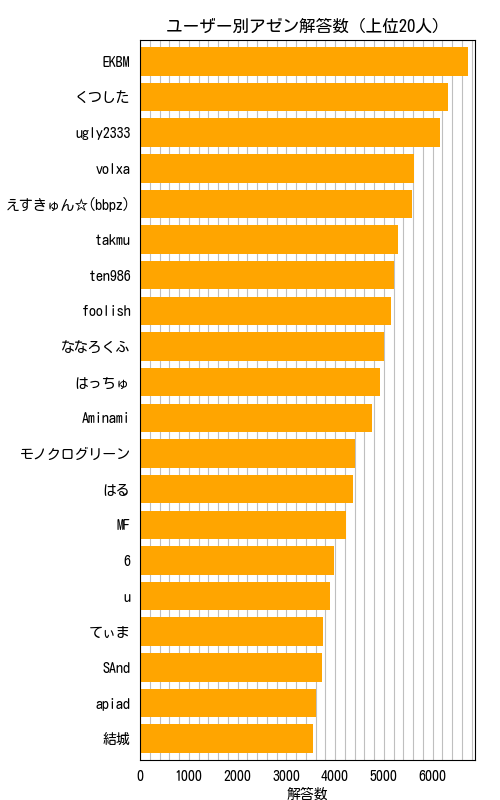 ユーザー別アゼン解答数（上位20人）
EKBM
くつした
ugly2333
volxa
えすきゅん☆(bbpz)
takmu
ten986
foolish
ななろくふ
はっちゅ
Aminami
モノクログリーン
はる
MF
6
u
てぃま
SAnd
apiad
結城
0 1000 2000 3000 4000 5000 6000
解答数